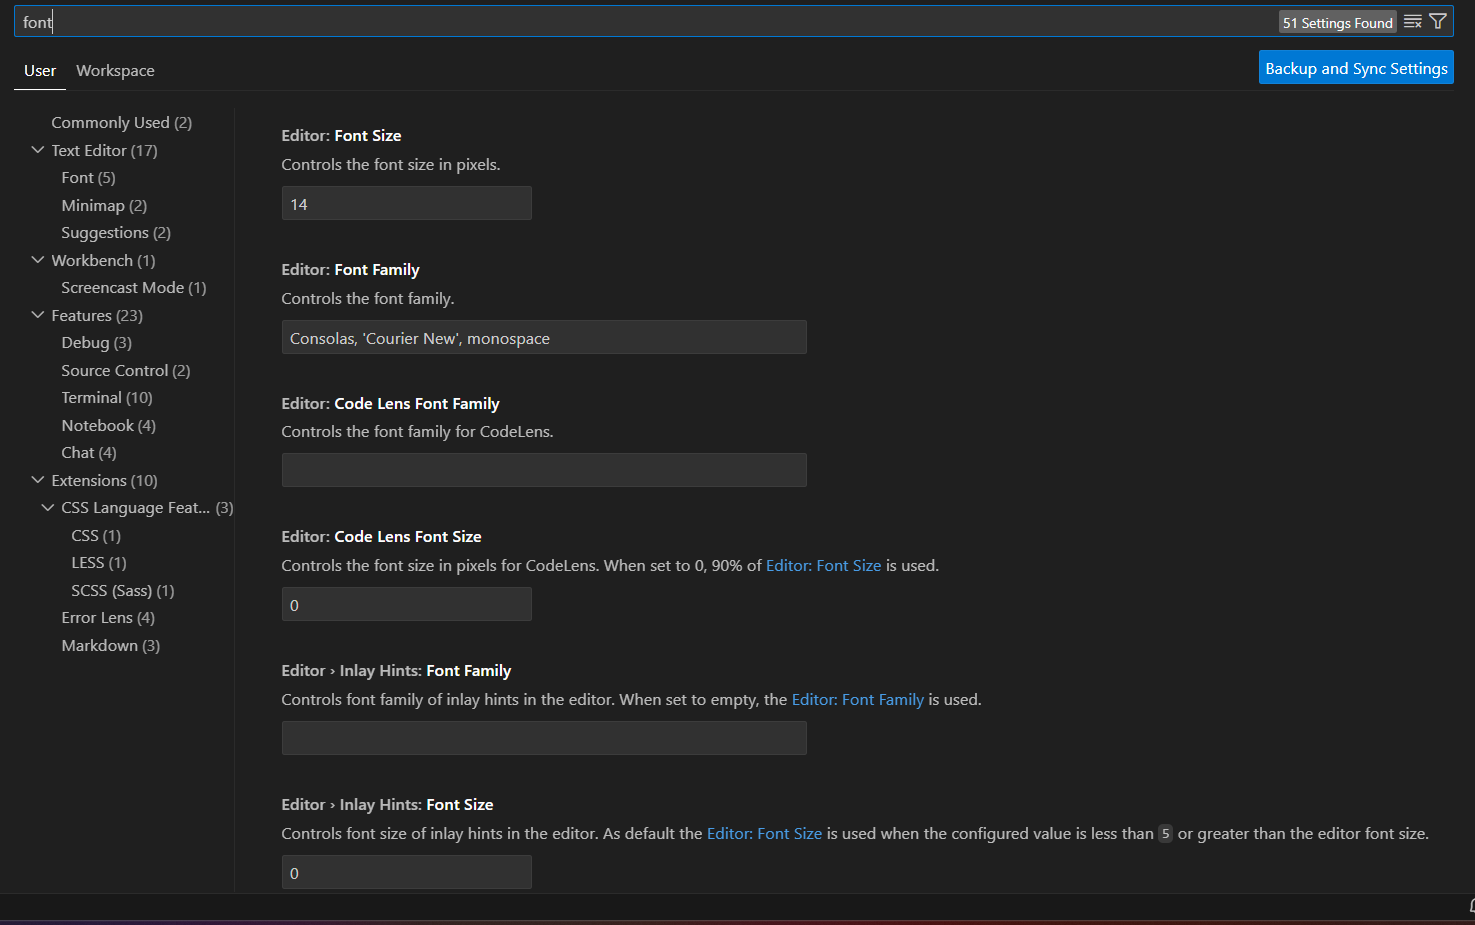 font
51 Settings Found
User Workspace
Backup and Sync Settings
Commonly Used (2)
Text Editor (17)
Font (5)
Minimap (2)
Suggestions (2)
Workbench (1)
Screencast Mode (1)
Features (23)
Debug (3)
Source Control (2)
Terminal (10)
Notebook (4)
Chat (4)
Extensions (10)
CSS Language Feat... (3)
CSS (1)
LESS (1)
SCSS (Sass) (1)
Error Lens (4)
Markdown (3)
Editor: Font Size
Controls the font size in pixels.
14
Editor: Font Family
Controls the font family.
Consolas, 'Courier New', monospace
Editor: Code Lens Font Family
Controls the font family for CodeLens.
Editor: Code Lens Font Size
Controls the font size in pixels for CodeLens. When set to 0, 90% of Editor: Font Size is used.
0
Editor › Inlay Hints: Font Family
Controls font family of inlay hints in the editor. When set to empty, the Editor: Font Family is used.
Editor › Inlay Hints: Font Size
Controls font size of inlay hints in the editor. As default the Editor: Font Size is used when the configured value is less than 5 or greater than the editor font size.
0